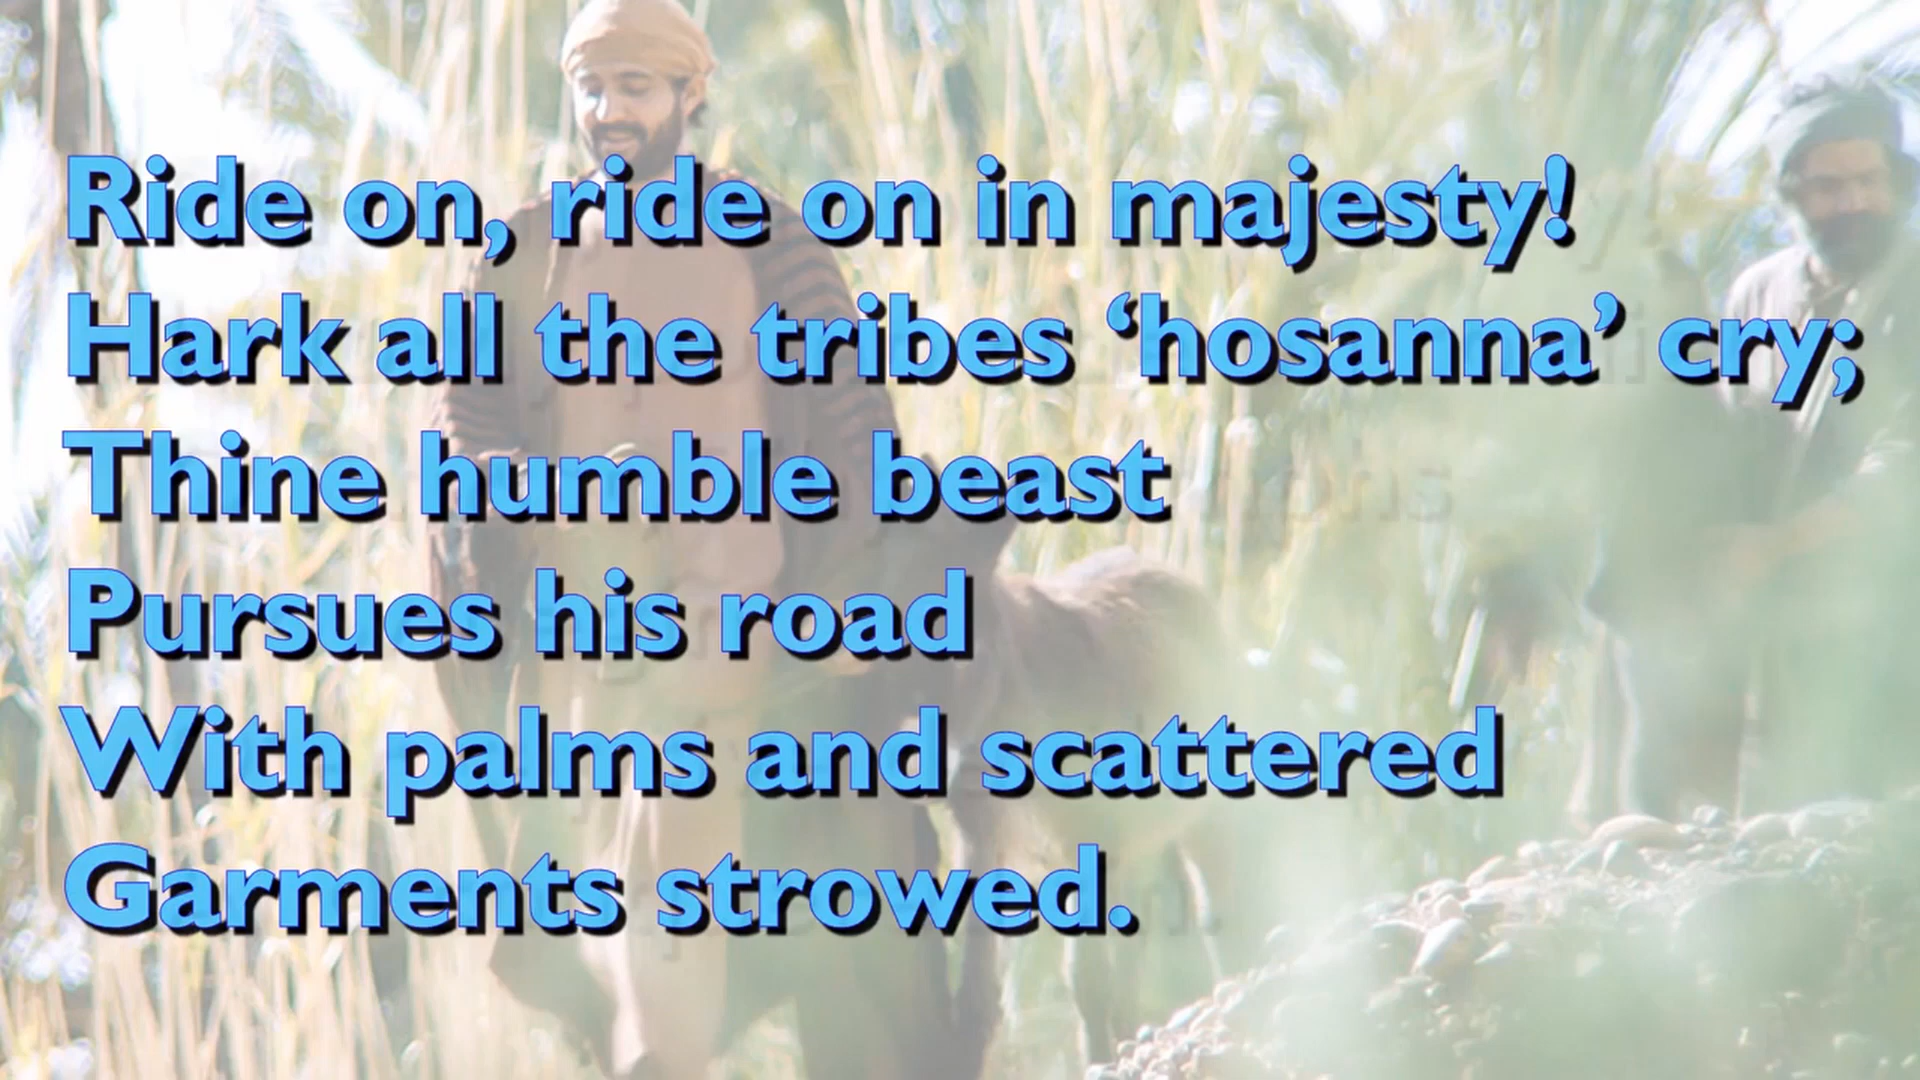 Ride on, ride on in majesty!
Hark all the tribes ‘hosanna’ cry;
Thine humble beast
Pursues his road
With palms and scattered
Garments strowed.